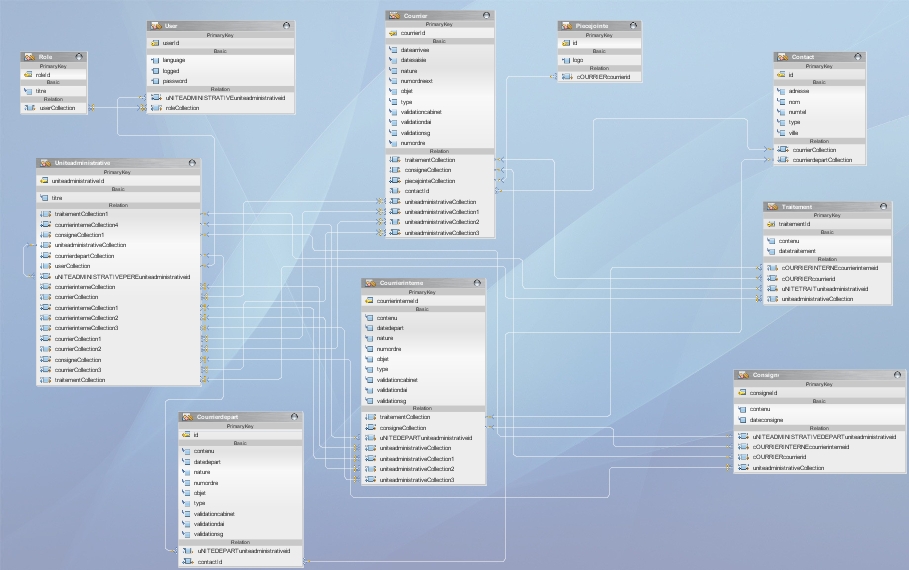 Role
PrimaryKey
roleId
Basic
titre
Relation
userCollection
User
PrimaryKey
userId
Basic
language
logged
password
Relation
uNITEADMINISTRATIVEuniteadministrativeid
roleCollection
Courrier
PrimaryKey
courrierId
Basic
datearrivee
datesaisie
nature
numordreext
objet
type
validationcabinet
validationdai
validationsg
numordre
Relation
traitementCollection
consigneCollection
piecejointeCollection
contactId
uniteadministrativeCollection
uniteadministrativeCollection1
uniteadministrativeCollection2
uniteadministrativeCollection3
Piecejointe
PrimaryKey
id
Basic
logo
Relation
cOURRIERcourrierid
Contact
PrimaryKey
id
Basic
adresse
nom
numtel
type
ville
Relation
courrierCollection
courrierdepartCollection
Uniteadministrative
PrimaryKey
uniteadministrativeId
Basic
titre
Relation
traitementCollection1
courrierinterneCollection4
consigneCollection1
uniteadministrativeCollection
courrierdepartCollection
userCollection
uNITEADMINISTRATIVEPEREuniteadministrativeid
courrierinterneCollection
courrierCollection
courrierinterneCollection1
courrierinterneCollection2
courrierinterneCollection3
courrierCollection1
courrierCollection2
consigneCollection
courrierCollection3
traitementCollection
Traitement
PrimaryKey
traitementId
Basic
contenu
datetraitement
Relation
cOURRIERINTERNEcourrierinterneid
cOURRIERcourrierid
uNITETRAITuniteadministrativeid
uniteadministrativeCollection
Courrierinterne
PrimaryKey
courrierinterneId
Basic
contenu
datedepart
nature
numordre
objet
type
validationcabinet
validationdai
validationsg
Relation
traitementCollection
consigneCollection
uNITEDEPARTuniteadministrativeid
uniteadministrativeCollection
uniteadministrativeCollection1
uniteadministrativeCollection2
uniteadministrativeCollection3
Consigne
PrimaryKey
consigneId
Basic
contenu
dateconsigne
Relation
uNITEADMINISTRATIVEDEPARTuniteadministrativeid
cOURRIERINTERNEcourrierinterneid
cOURRIERcourrierid
uniteadministrativeCollection
Courrierdepart
PrimaryKey
id
Basic
contenu
datedepart
nature
numordre
objet
type
validationcabinet
validationdai
validationsg
Relation
uNITEDEPARTuniteadministrativeid
contactId